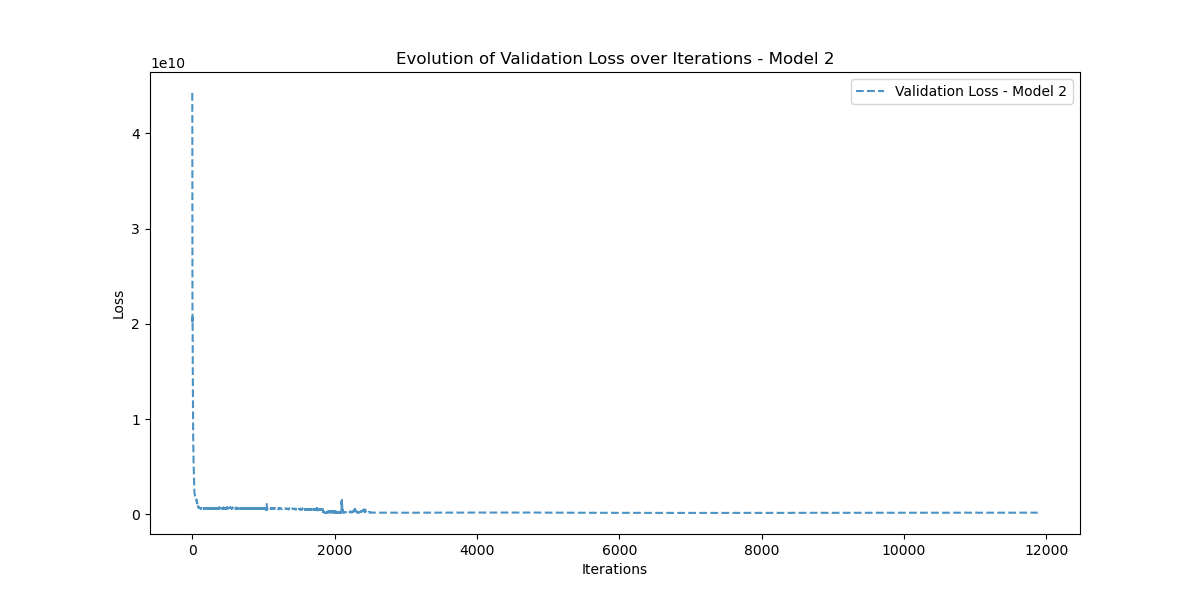 Evolution of Validation Loss over Iterations - Model 2
1e10
Validation Loss - Model 2
4
3
2
1
0
Loss
0 2000 4000 6000 8000 10000 12000
Iterations